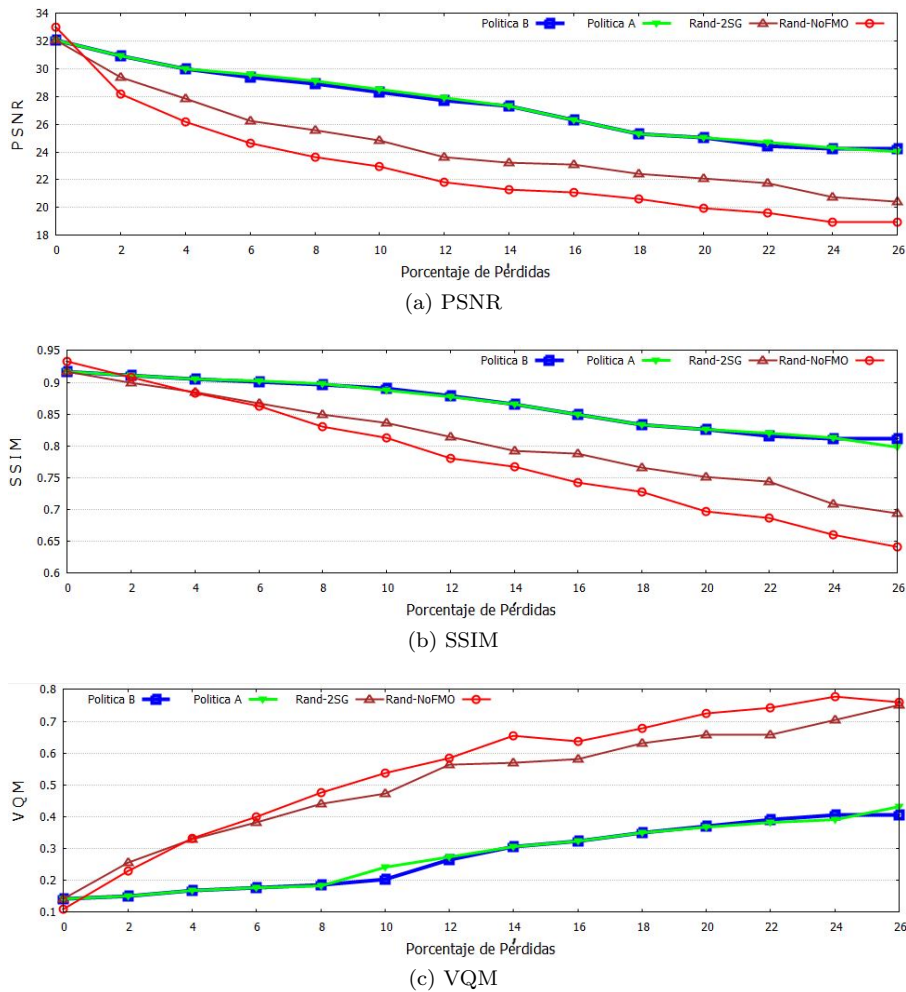 Politica B Politica A Rand-2SG Rand-NoFMO
34
32
30
28
26
24
22
20
18
PSNR
0 2 4 6 8 10 12 14 16 18 20 22 24 26
Porcentaje de Pérdidas
(a) PSNR
Politica B Politica A Rand-2SG Rand-NoFMO
0.95
0.9
0.85
0.8
0.75
0.7
0.65
0.6
SSIM
0 2 4 6 8 10 12 14 16 18 20 22 24 26
Porcentaje de Pérdidas
(b) SSIM
Politica B Politica A Rand-2SG Rand-NoFMO
0.8
0.7
0.6
0.5
0.4
0.3
0.2
0.1
VQM
0 2 4 6 8 10 12 14 16 18 20 22 24 26
Porcentaje de Pérdidas
(c) VQM